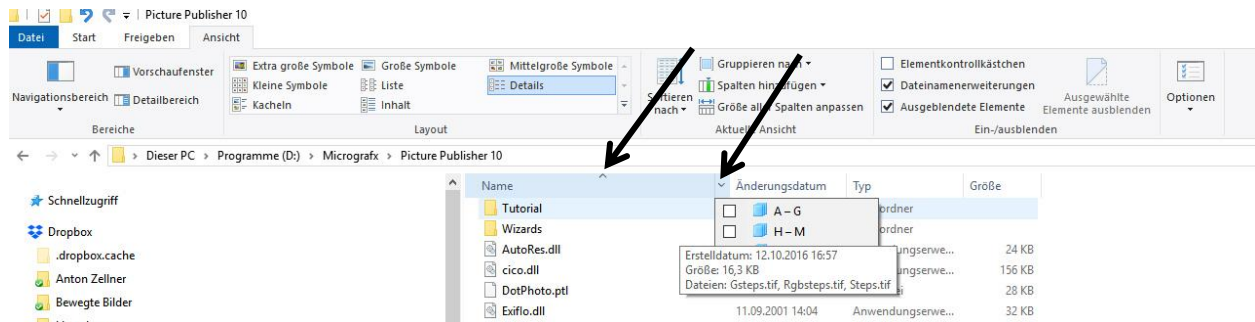 Picture Publisher 10
Datei Start Freigeben Ansicht
Navigationsbereich
Vorschaufenster
Detailbereich
Bereiche
Extra große Symbole Große Symbole Mittelgroße Symbole
Kleine Symbole Liste Details
Kacheln Inhalt
Layout
Sortieren
nach
Gruppieren nach
Spalten hinzufügen
Größe aller Spalten anpassen
Aktuelle Ansicht
Elementkontrollkästchen
Dateinamenerweiterungen
Ausgeblendete Elemente
Ausgewählte
Elemente ausblenden
Ein-/ausblenden
Optionen
Dieser PC > Programme (D:) > Micrografx > Picture Publisher 10
Schnellzugriff
Dropbox
.dropbox.cache
Anton Zellner
Bewegte Bilder
Name Änderungsdatum Typ Größe
Tutorial
Wizards
AutoRes.dll 24 KB
cico.dll 156 KB
DotPhoto.ptl 28 KB
Exiflo.dll 11.09.2001 14:04 Anwendungserwe... 32 KB
A – G
H – M
Erstelldatum: 12.10.2016 16:57
Größe: 16,3 KB
Dateien: Gsteps.tif, Rgbsteps.tif, Steps.tif